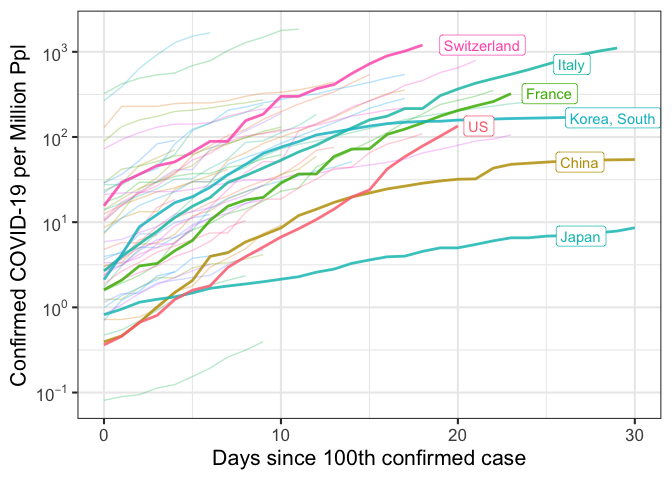 Confirmed COVID-19 per Million Ppl
10³
10²
10¹
10⁰
10⁻¹
Switzerland
Italy
France
Korea, South
US
China
Japan
0
10
20
30
Days since 100th confirmed case